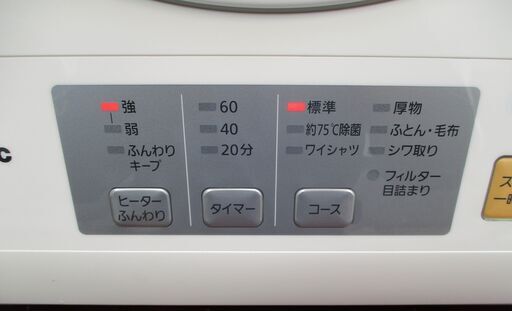 強
弱
ふんわり
キープ
ヒーター
ふんわり
60
40
20分
タイマー
標準
約75℃除菌
ワイシャツ
コース
厚物
ふとん・毛布
シワ取り
フィルター
目詰まり
c